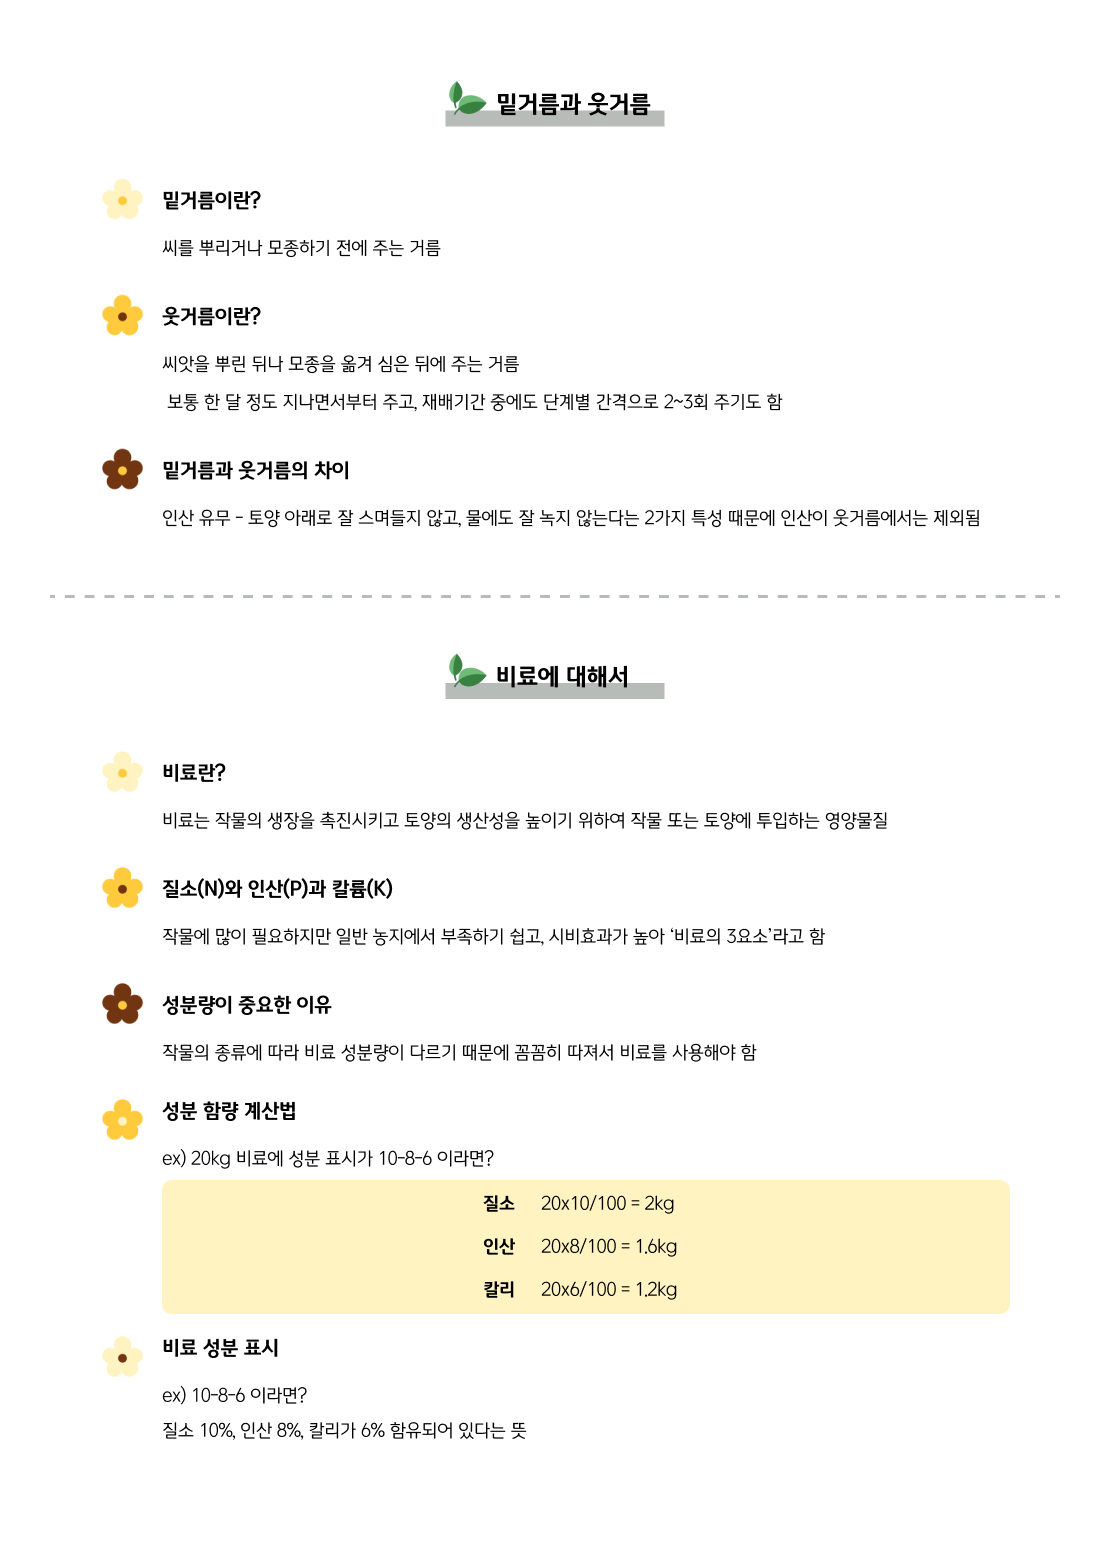 밑거름과 웃거름
밑거름이란?
씨를 뿌리거나 모종하기 전에 주는 거름
웃거름이란?
씨앗을 뿌린 뒤나 모종을 옮겨 심은 뒤에 주는 거름
보통 한 달 정도 지나면서부터 주고, 재배기간 중에도 단계별 간격으로 2~3회 주기도 함
밑거름과 웃거름의 차이
인산 유무 - 토양 아래로 잘 스며들지 않고, 물에도 잘 녹지 않는다는 2가지 특성 때문에 인산이 웃거름에서는 제외됨
비료에 대해서
비료란?
비료는 작물의 생장을 촉진시키고 토양의 생산성을 높이기 위하여 작물 또는 토양에 투입하는 영양물질
질소(N)와 인산(P)과 칼륨(K)
작물에 많이 필요하지만 일반 농지에서 부족하기 쉽고, 시비효과가 높아 ‘비료의 3요소’라고 함
성분량이 중요한 이유
작물의 종류에 따라 비료 성분량이 다르기 때문에 꼼꼼히 따져서 비료를 사용해야 함
성분 함량 계산법
ex) 20kg 비료에 성분 표시가 10-8-6 이라면?
질소 20x10/100 = 2kg
인산 20x8/100 = 1.6kg
칼리 20x6/100 = 1.2kg
비료 성분 표시
ex) 10-8-6 이라면?
질소 10%, 인산 8%, 칼리가 6% 함유되어 있다는 뜻